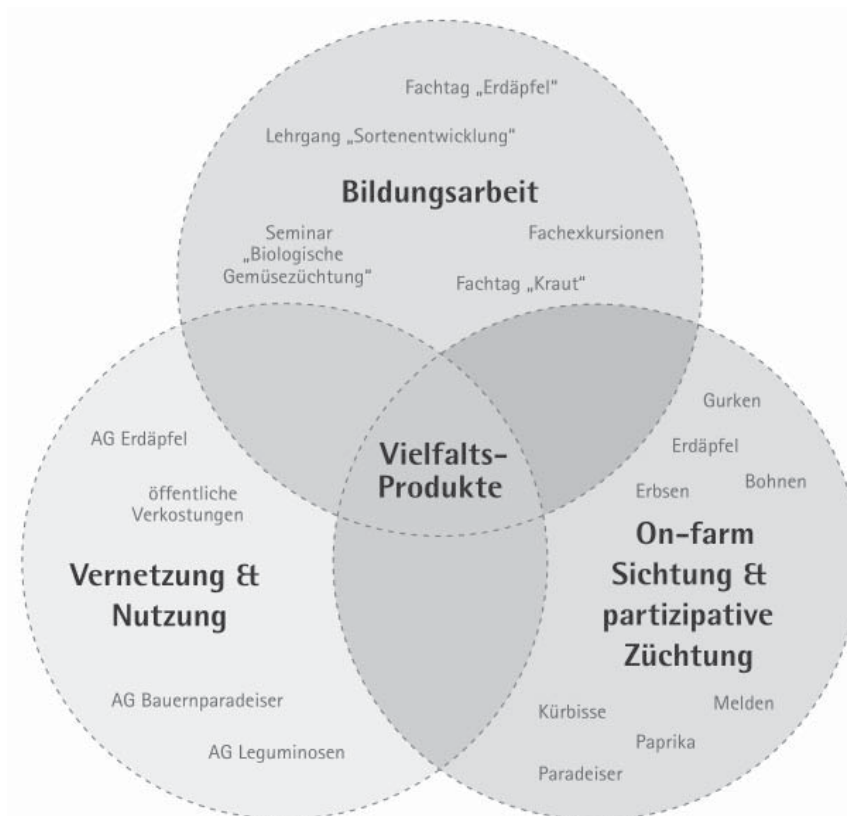 Fachtag „Erdäpfel“
Lehrgang „Sortenentwicklung“
Bildungsarbeit
Seminar
„Biologische
Gemüsezüchtung“
Fachexkursionen
Fachtag „Kraut“
AG Erdäpfel
öffentliche
Verkostungen
Vernetzung &
Nutzung
AG Bauernparadeiser
AG Leguminosen
Vielfalts-
Produkte
Gurken
Erdäpfel
Bohnen
Erbsen
On-farm
Sichtung &
partizipative
Züchtung
Kürbisse
Melden
Paprika
Paradeiser